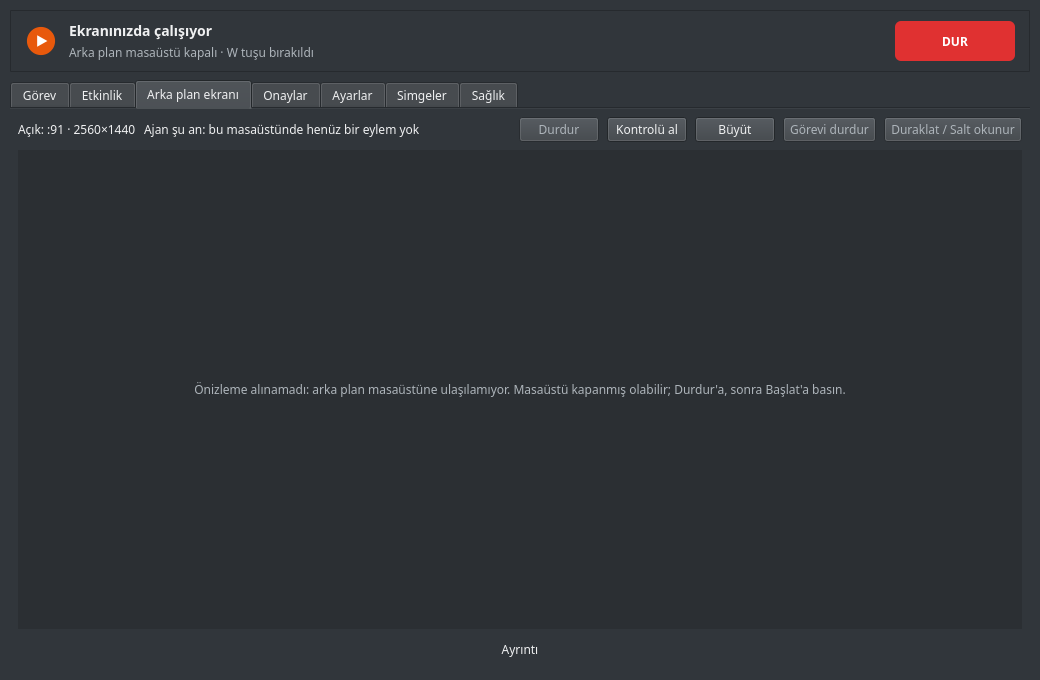 Ekranınızda çalışıyor
Arka plan masaüstü kapalı · W tuşu bırakıldı
DUR
Görev
Etkinlik
Arka plan ekranı
Onaylar
Ayarlar
Simgeler
Sağlık
Açık: :91 · 2560×1440 Ajan şu an: bu masaüstünde henüz bir eylem yok
Durdur
Kontrolü al
Büyüt
Görevi durdur
Duraklat / Salt okunur
Önizleme alınamadı: arka plan masaüstüne ulaşılamıyor. Masaüstü kapanmış olabilir; Durdur'a, sonra Başlat'a basın.
Ayrıntı